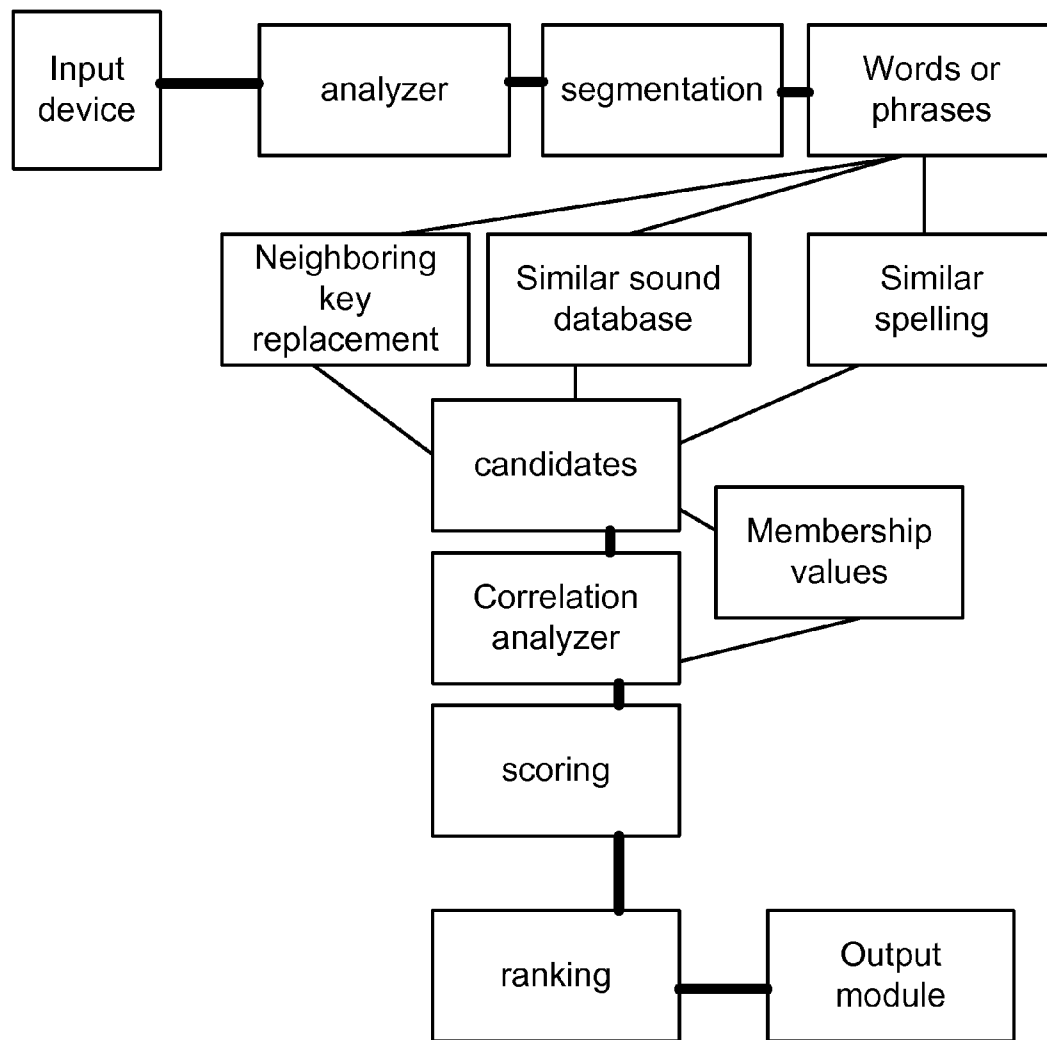 Input
device
analyzer
segmentation
Words or
phrases
Neighboring
key
replacement
Similar sound
database
Similar
spelling
candidates
Membership
values
Correlation
analyzer
scoring
ranking
Output
module